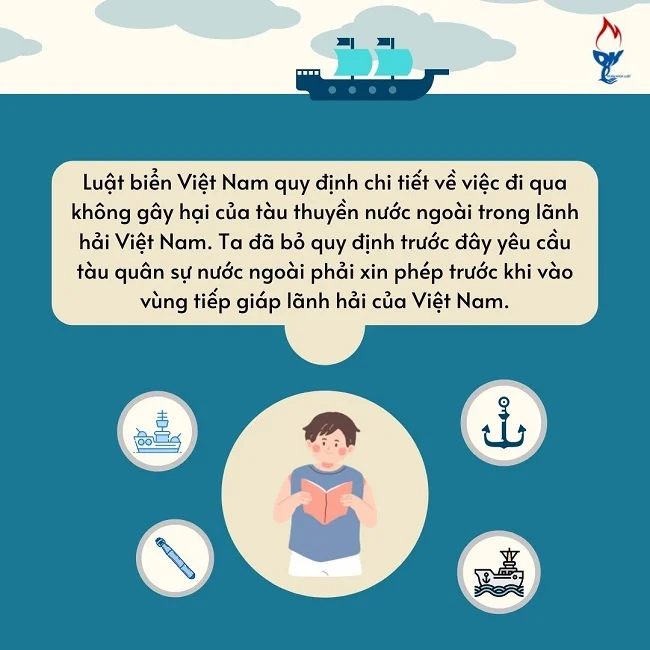 Luật biển Việt Nam quy định chi tiết về việc đi qua
không gây hại của tàu thuyền nước ngoài trong lãnh
hải Việt Nam. Ta đã bỏ quy định trước đây yêu cầu
tàu quân sự nước ngoài phải xin phép trước khi vào
vùng tiếp giáp lãnh hải của Việt Nam.